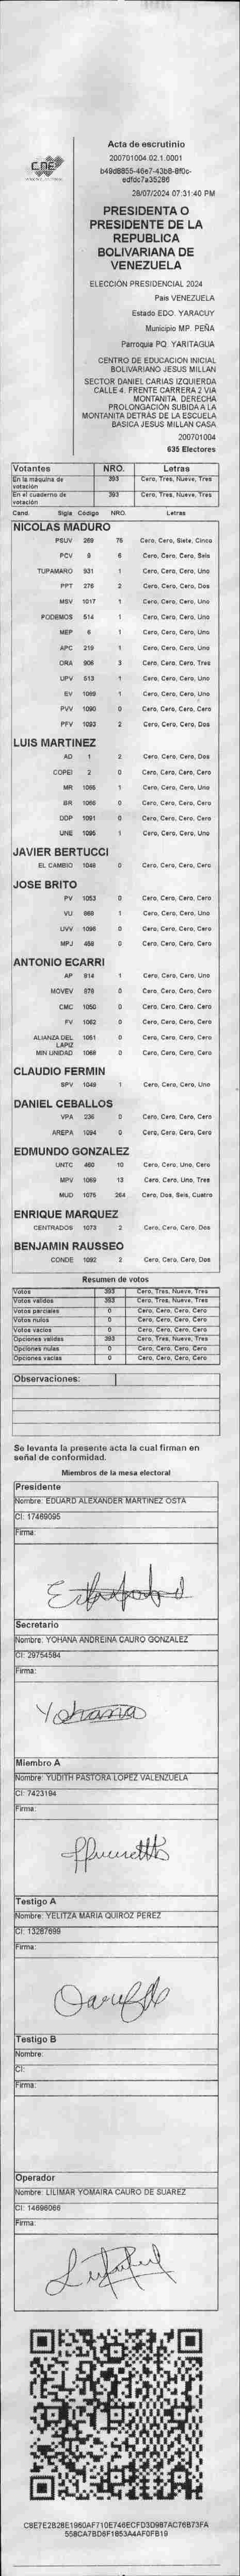 CNE
Acta de escrutinio
200701004.02.1.0001
28/07/2024 07:31:40 PM
PRESIDENTA O
PRESIDENTE DE LA
REPUBLICA
BOLIVARIANA DE
VENEZUELA
ELECCIÓN PRESIDENCIAL 2024
Pais VENEZUELA
Estado EDO. YARACUY
Municipio MP. PEÑA
Parroquia PQ. YARITAGUA
CENTRO DE EDUCACIÓN INICIAL
BOLIVARIANO JESUS MILLAN
SECTOR DANIEL CARIAS IZQUIERDA
CALLE 4. FRENTE CARRERA 2 VIA
MONTAÑITA. DERECHA
PROLONGACIÓN SUBIDA A LA
MONTAÑITA DETRÁS DE LA ESCUELA
BASICA JESUS MILLAN CASA
200701004
635 Electores
Votantes NRO. Letras
En la máquina de votación 393 Cero, Tres, Nueve, Tres
En el cuaderno de votación 393 Cero, Tres, Nueve, Tres
Cand. Sigla Código NRO. Letras
NICOLAS MADURO
PSUV 269 75 Cero, Cero, Siete, Cinco
PCV 9 6 Cero, Cero, Cero, Seis
TUPAMARO 931 1 Cero, Cero, Cero, Uno
PPT 276 2 Cero, Cero, Cero, Dos
MSV 1017 1 Cero, Cero, Cero, Uno
PODEMOS 514 1 Cero, Cero, Cero, Uno
MEP 6 1 Cero, Cero, Cero, Uno
APC 219 1 Cero, Cero, Cero, Uno
ORA 906 3 Cero, Cero, Cero, Tres
UPV 613 1 Cero, Cero, Cero, Uno
EV 1069 1 Cero, Cero, Cero, Uno
PVV 1090 0 Cero, Cero, Cero, Cero
PFV 1093 2 Cero, Cero, Cero, Dos
LUIS MARTINEZ
AD 1 2 Cero, Cero, Cero, Dos
COPEI 2 0 Cero, Cero, Cero, Cero
MR 1065 1 Cero, Cero, Cero, Uno
BR 1066 0 Cero, Cero, Cero, Cero
DDP 1091 0 Cero, Cero, Cero, Cero
UNE 1095 1 Cero, Cero, Cero, Uno
JAVIER BERTUCCI
EL CAMBIO 1048 0 Cero, Cero, Cero, Cero
JOSE BRITO
PV 1053 0 Cero, Cero, Cero, Cero
VU 968 1 Cero, Cero, Cero, Uno
UVV 1096 0 Cero, Cero, Cero, Cero
MPJ 458 0 Cero, Cero, Cero, Cero
ANTONIO ECARRI
AP 814 1 Cero, Cero, Cero, Uno
MOVEV 876 0 Cero, Cero, Cero, Cero
CMC 1050 0 Cero, Cero, Cero, Cero
FV 1062 0 Cero, Cero, Cero, Cero
ALIANZA DEL LAPIZ 1051 0 Cero, Cero, Cero, Cero
MIN UNIDAD 1068 0 Cero, Cero, Cero, Cero
CLAUDIO FERMIN
SPV 1049 1 Cero, Cero, Cero, Uno
DANIEL CEBALLOS
VPA 236 0 Cero, Cero, Cero, Cero
AREPA 1094 0 Cero, Cero, Cero, Cero
EDMUNDO GONZALEZ
UNTC 460 10 Cero, Cero, Uno, Cero
MPV 1069 13 Cero, Cero, Uno, Tres
MUD 1075 264 Cero, Dos, Seis, Cuatro
ENRIQUE MARQUEZ
CENTRADOS 1073 2 Cero, Cero, Cero, Dos
BENJAMIN RAUSSEO
CONDE 1092 2 Cero, Cero, Cero, Dos
Resumen de votos
Votos 393 Cero, Tres, Nueve, Tres
Votos válidos 393 Cero, Tres, Nueve, Tres
Votos parciales 0 Cero, Cero, Cero, Cero
Votos nulos 0 Cero, Cero, Cero, Cero
Votos vacíos 0 Cero, Cero, Cero, Cero
Opciones válidas 393 Cero, Tres, Nueve, Tres
Opciones nulas 0 Cero, Cero, Cero, Cero
Opciones vacías 0 Cero, Cero, Cero, Cero
Observaciones:
Se levanta la presente acta la cual firman en
señal de conformidad.
Miembros de la mesa electoral
Presidente
Nombre: EDUARD ALEXANDER MARTINEZ OSTA
CI: 17469095
Firma:
Secretario
Nombre: YOHANA ANDREINA CAURO GONZALEZ
CI: 29754584
Firma:
Yohana
Miembro A
Nombre: YUDITH PASTORA LOPEZ VALENZUELA
CI: 7423194
Firma:
Testigo A
Nombre: YELITZA MARIA QUIROZ PEREZ
CI: 13267699
Firma:
Testigo B
Nombre:
CI:
Firma:
Operador
Nombre: LILIMAR YOMAIRA CAURO DE SUAREZ
CI: 14698066
Firma:
C8E7E2B28E1960AF710E746ECFD3D987AC76B73FA
558CA7BD6F1853A4AF0FB19